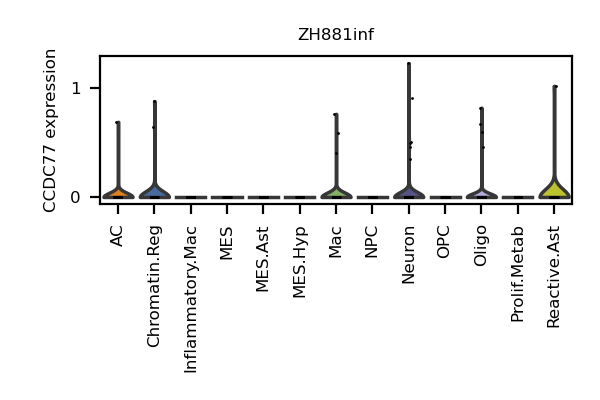 ZH881inf
CCDC77 expression
1
0
AC
Chromatin.Reg
Inflammatory.Mac
MES
MES.Ast
MES.Hyp
Mac
NPC
Neuron
OPC
Oligo
Prolif.Metab
Reactive.Ast